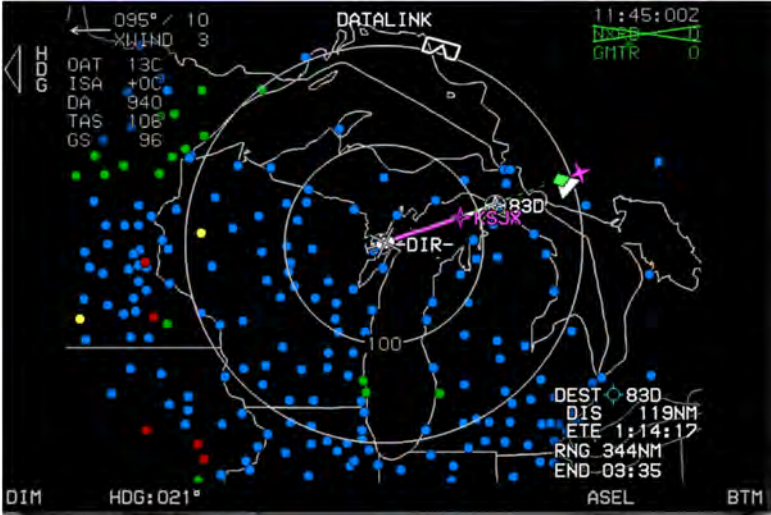 095° / 10
XWIND 3
DATALINK
11:45:00Z
NXRD 0
GMTR 0
HDG
OAT 13C
ISA +0C
DA 940
TAS 106
GS 96
83D
KSJX
-DIR-
100
DEST 83D
DIS 119NM
ETE 1:14:17
RNG 344NM
END 03:35
DIM
HDG:021°
ASEL
BTM